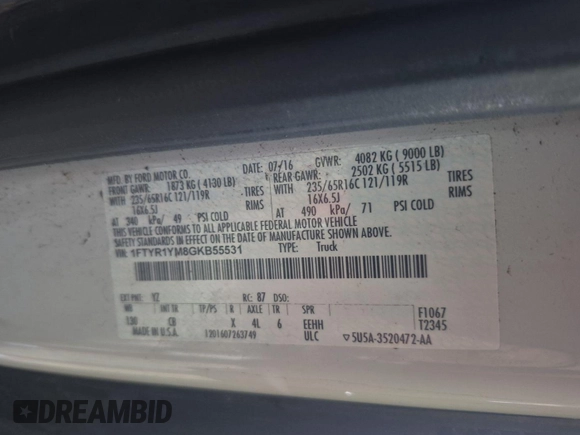 MFD. BY FORD MOTOR CO.
DATE: 07/16 GVWR: 4082 KG ( 9000 LB)
FRONT GAWR: 1873 KG ( 4130 LB) REAR GAWR: 2502 KG ( 5515 LB)
WITH 235/65R16C 121/119R TIRES WITH 235/65R16C 121/119R TIRES
16X6.5J RIMS 16X6.5J RIMS
AT 340 kPa/ 49 PSI COLD AT 490 kPa/ 71 PSI COLD
THIS VEHICLE CONFORMS TO ALL APPLICABLE FEDERAL MOTOR VEHICLE
SAFETY STANDARDS IN EFFECT ON THE DATE OF MANUFACTURE SHOWN ABOVE.
VIN: 1FTYR1YM8GKB55531 TYPE: Truck
EXT PNT: YZ RC: 87 DSO:
WB INT TR TP/PS R AXLE TR SPR F1067
130 CB X 4L 6 EEHH T2345
MADE IN U.S.A. 1201607263749 ULC 5U5A-3520472-AA
DREAMBID